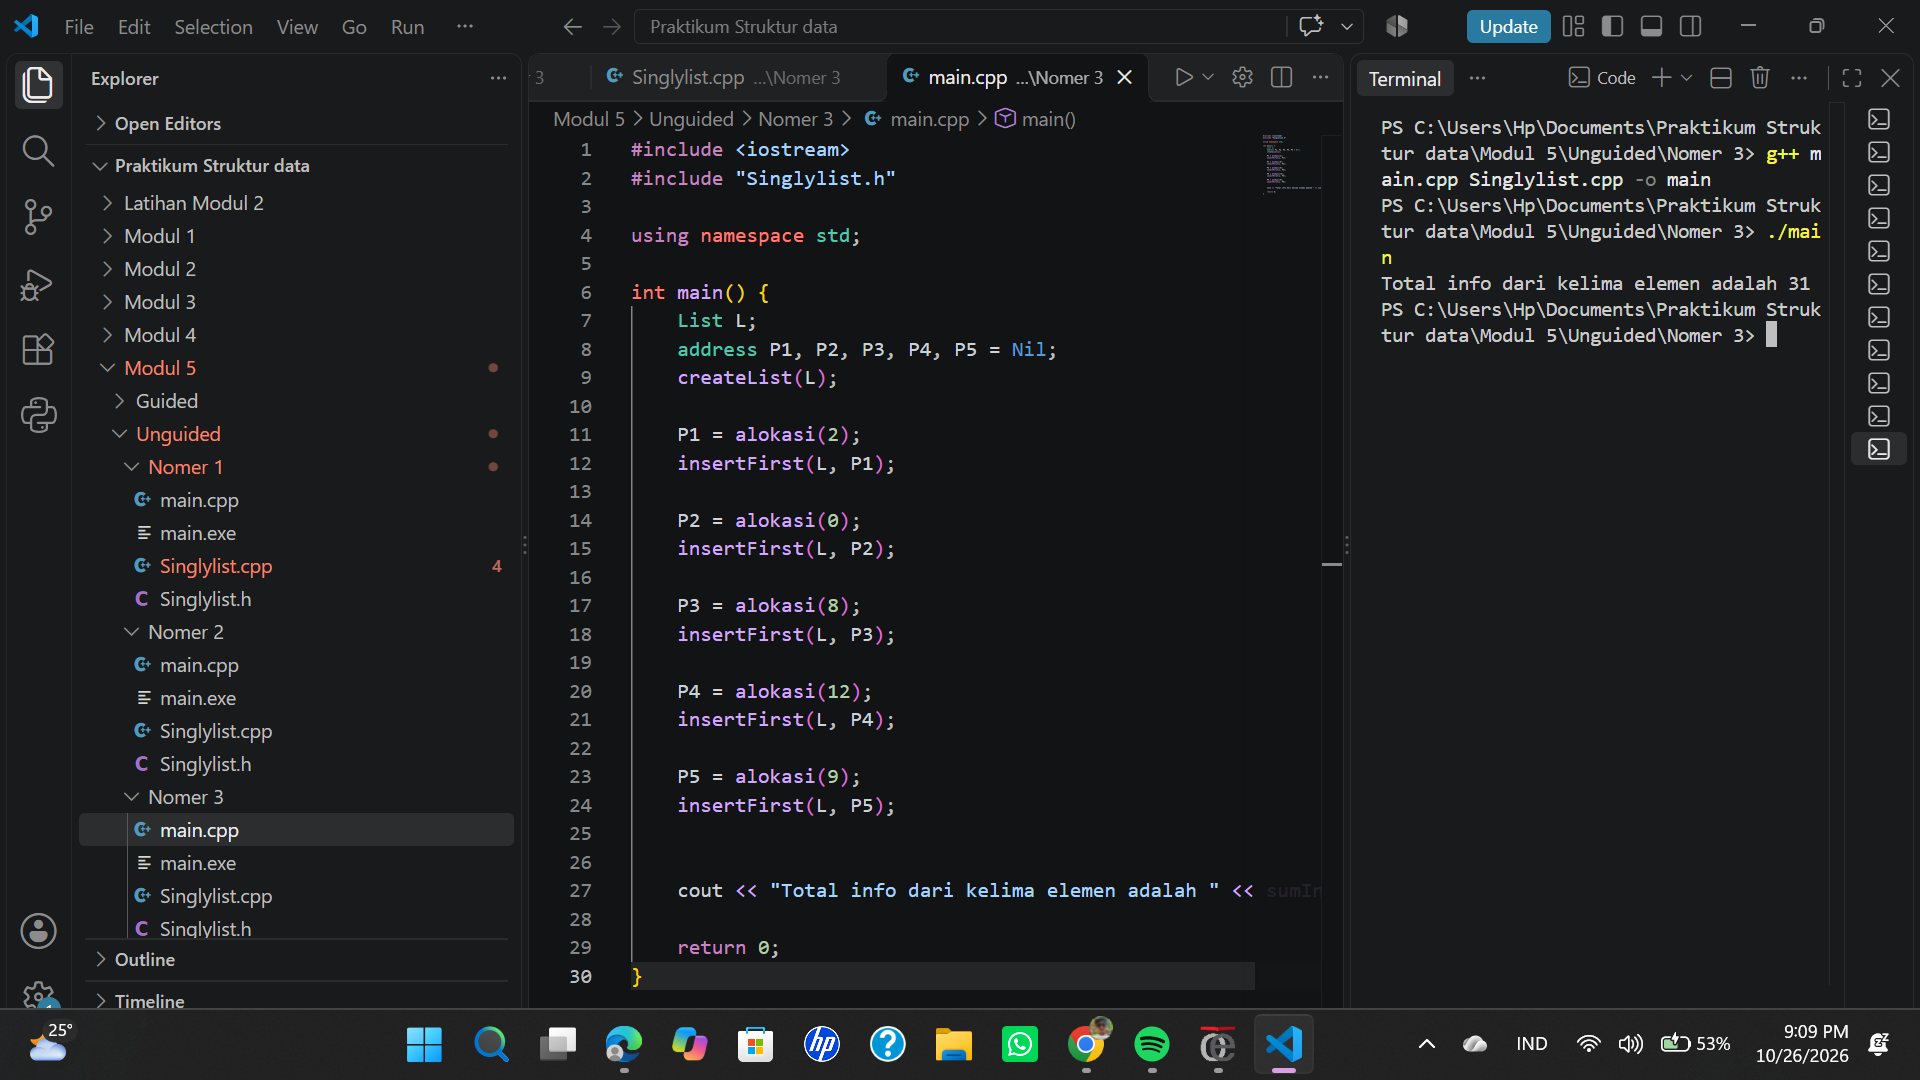 File Edit Selection View Go Run ···
Praktikum Struktur data
Update
Explorer
Open Editors
Praktikum Struktur data
Latihan Modul 2
Modul 1
Modul 2
Modul 3
Modul 4
Modul 5
Guided
Unguided
Nomer 1
main.cpp
main.exe
Singlylist.cpp 4
Singlylist.h
Nomer 2
main.cpp
main.exe
Singlylist.cpp
Singlylist.h
Nomer 3
main.cpp
main.exe
Singlylist.cpp
Singlylist.h
Outline
Timeline
3 Singlylist.cpp ...\Nomer 3 main.cpp ...\Nomer 3
Modul 5 > Unguided > Nomer 3 > main.cpp > main()
1 #include <iostream>
2 #include "Singlylist.h"
3
4 using namespace std;
5
6 int main() {
7 List L;
8 address P1, P2, P3, P4, P5 = Nil;
9 createList(L);
10
11 P1 = alokasi(2);
12 insertFirst(L, P1);
13
14 P2 = alokasi(0);
15 insertFirst(L, P2);
16
17 P3 = alokasi(8);
18 insertFirst(L, P3);
19
20 P4 = alokasi(12);
21 insertFirst(L, P4);
22
23 P5 = alokasi(9);
24 insertFirst(L, P5);
25
26
27 cout << "Total info dari kelima elemen adalah " << sumIn
28
29 return 0;
30 }
Terminal
Code
PS C:\Users\Hp\Documents\Praktikum Struk
tur data\Modul 5\Unguided\Nomer 3> g++ m
ain.cpp Singlylist.cpp -o main
PS C:\Users\Hp\Documents\Praktikum Struk
tur data\Modul 5\Unguided\Nomer 3> ./mai
n
Total info dari kelima elemen adalah 31
PS C:\Users\Hp\Documents\Praktikum Struk
tur data\Modul 5\Unguided\Nomer 3>
25°
hp
IND
53%
9:09 PM
10/26/2026